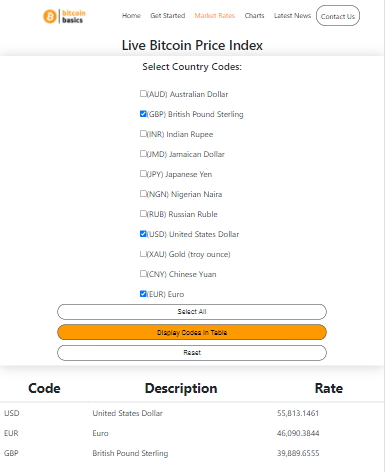 bitcoin
basics
Home Get Started Market Rates Charts Latest News Contact Us
Live Bitcoin Price Index
Select Country Codes:
(AUD) Australian Dollar
(GBP) British Pound Sterling
(INR) Indian Rupee
(JMD) Jamaican Dollar
(JPY) Japanese Yen
(NGN) Nigerian Naira
(RUB) Russian Ruble
(USD) United States Dollar
(XAU) Gold (troy ounce)
(CNY) Chinese Yuan
(EUR) Euro
Select All
Display Codes In Table
Reset
Code Description Rate
USD United States Dollar 55,813.1461
EUR Euro 46,090.3844
GBP British Pound Sterling 39,889.6555